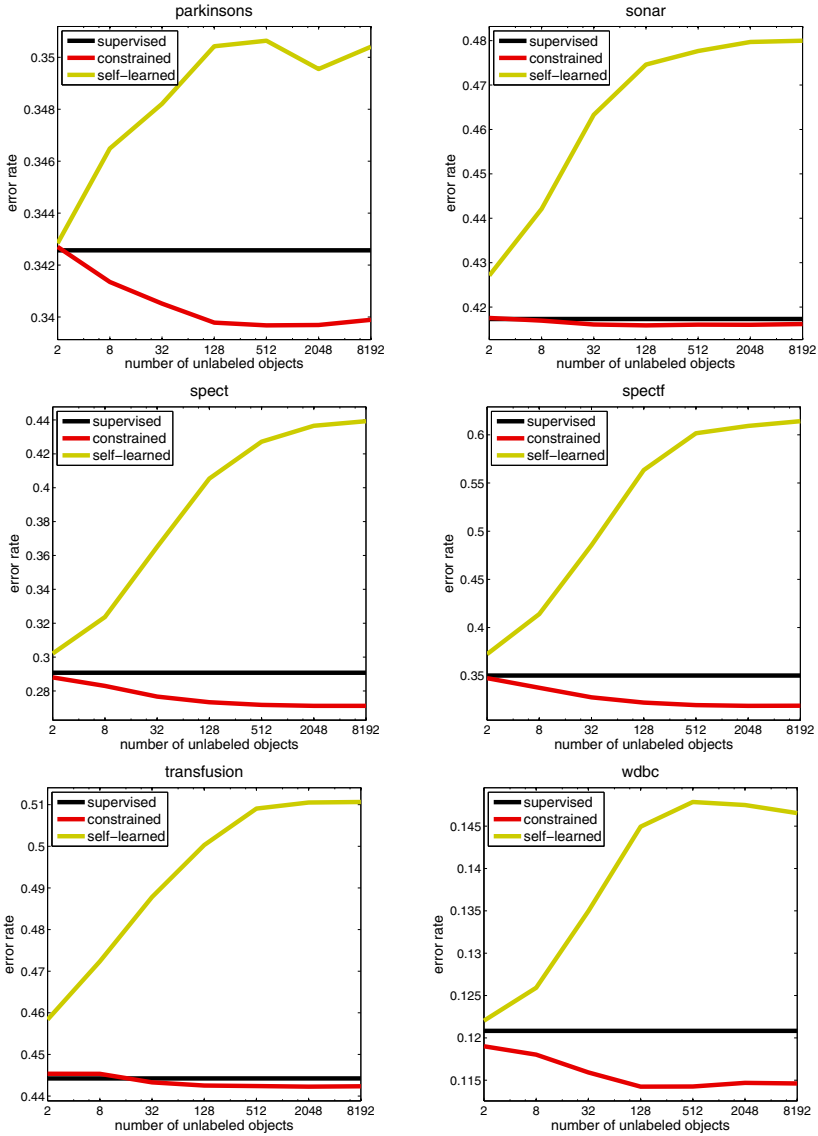 parkinsons
supervised
constrained
self-learned
error rate
0.35
0.348
0.346
0.344
0.342
0.34
2 8 32 128 512 2048 8192
number of unlabeled objects
sonar
supervised
constrained
self-learned
error rate
0.48
0.47
0.46
0.45
0.44
0.43
0.42
2 8 32 128 512 2048 8192
number of unlabeled objects
spect
supervised
constrained
self-learned
error rate
0.44
0.42
0.4
0.38
0.36
0.34
0.32
0.3
0.28
2 8 32 128 512 2048 8192
number of unlabeled objects
spectf
supervised
constrained
self-learned
error rate
0.6
0.55
0.5
0.45
0.4
0.35
2 8 32 128 512 2048 8192
number of unlabeled objects
transfusion
supervised
constrained
self-learned
error rate
0.51
0.5
0.49
0.48
0.47
0.46
0.45
0.44
2 8 32 128 512 2048 8192
number of unlabeled objects
wdbc
supervised
constrained
self-learned
error rate
0.145
0.14
0.135
0.13
0.125
0.12
0.115
2 8 32 128 512 2048 8192
number of unlabeled objects